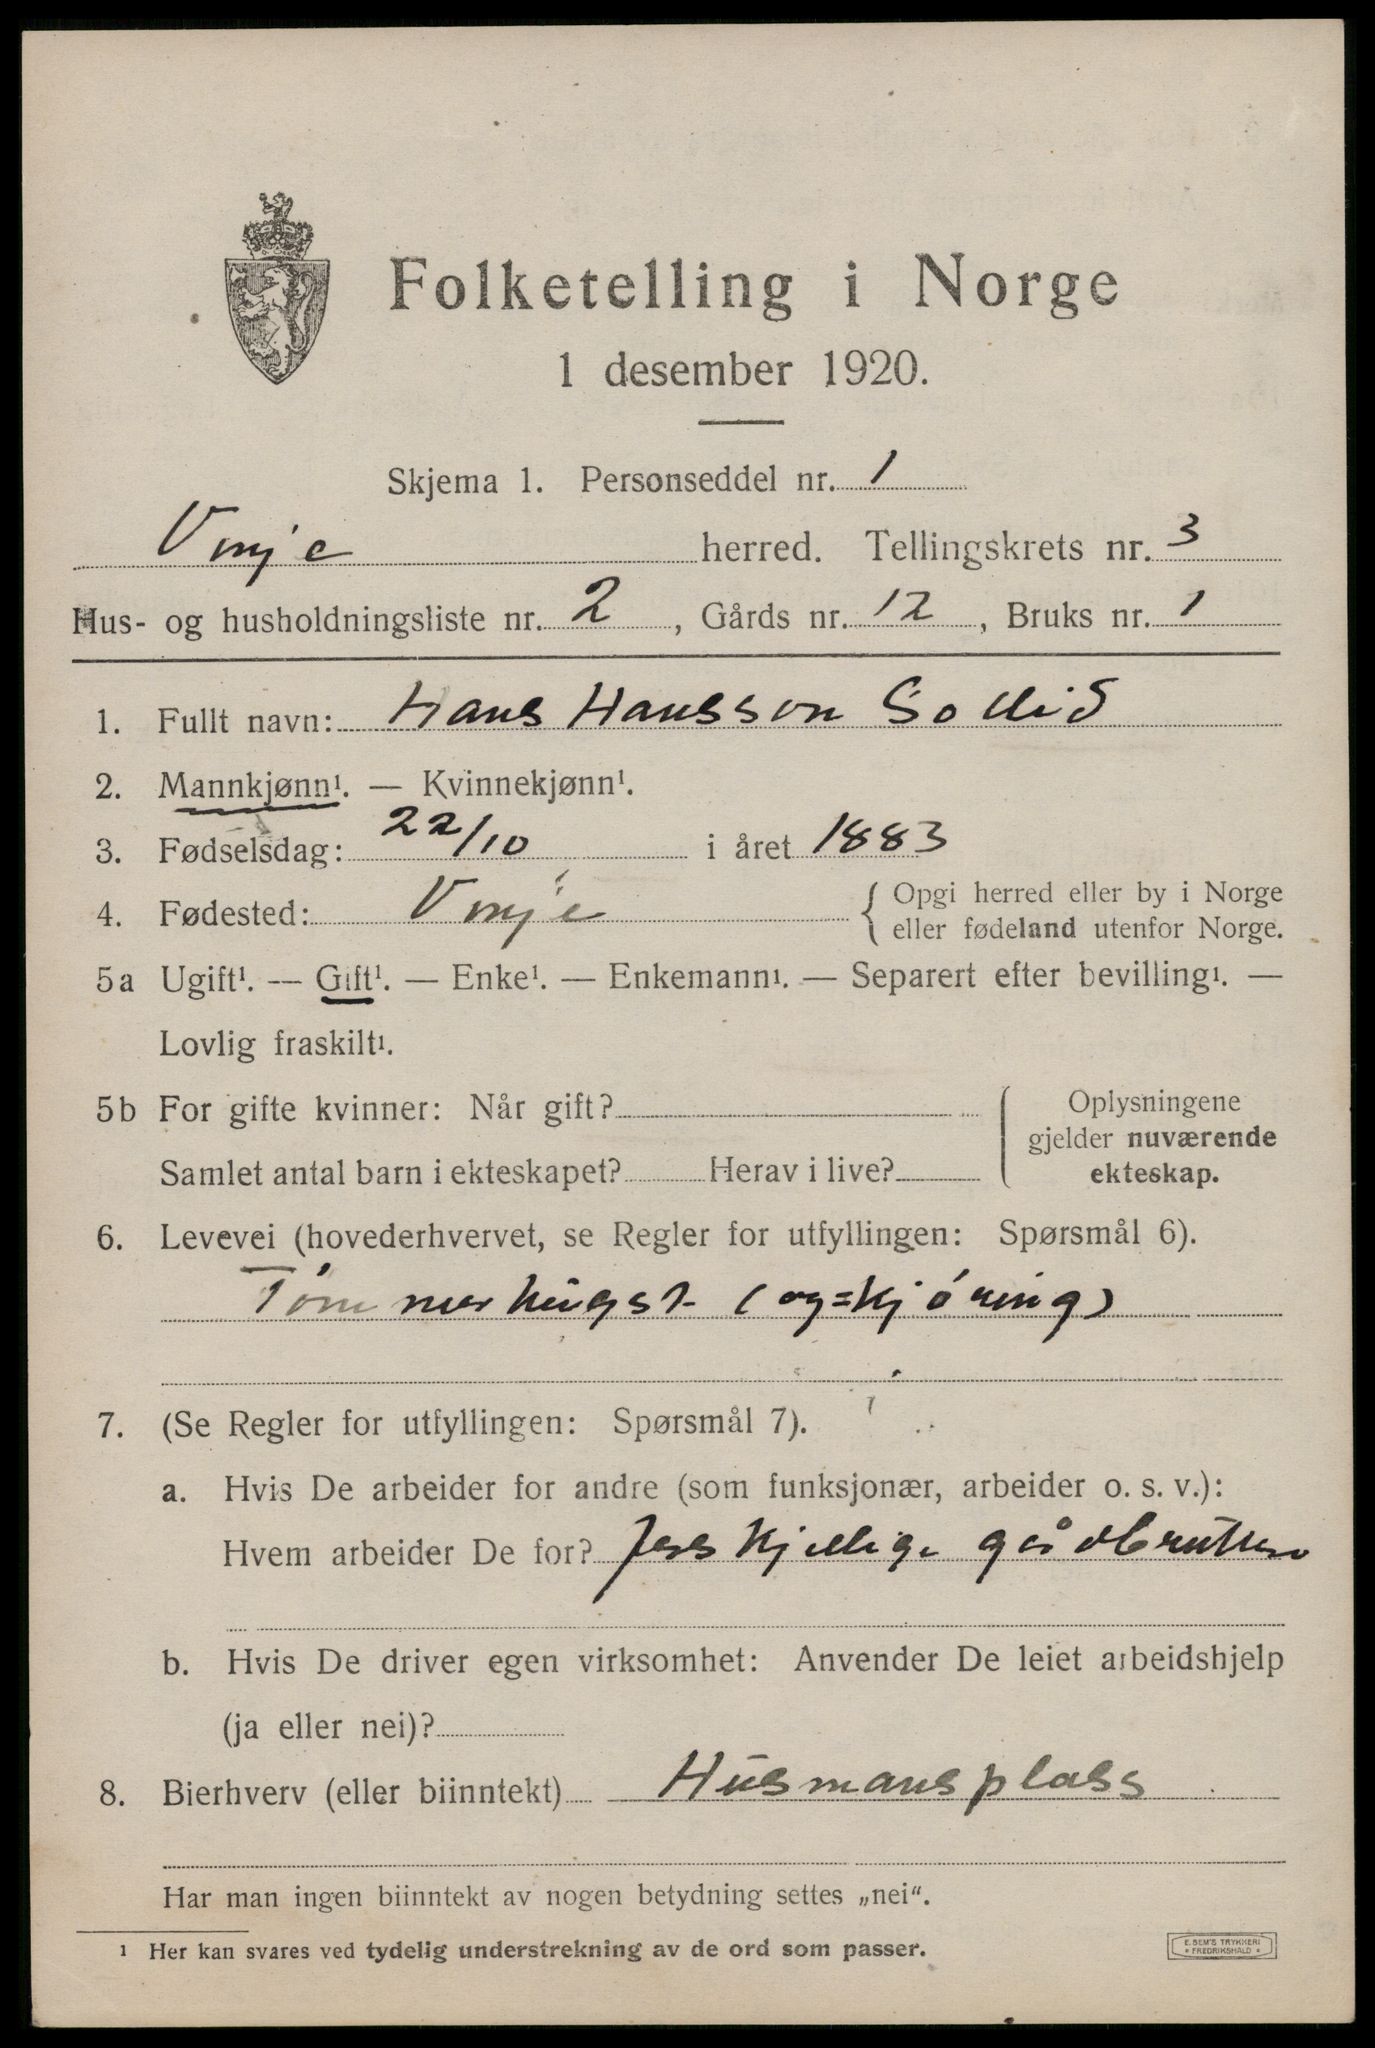 Folketelling i Norge
1 desember 1920.
Skjema 1. Personseddel nr. 1
Vinje herred. Tellingskrets nr. 3
Hus- og husholdningsliste nr. 2, Gårds nr. 12, Bruks nr. 1
1. Fullt navn: Hans Hansson
2. Mannkjønn¹. — Kvinnekjønn¹.
3. Fødselsdag: 22/10 i året 1883
4. Fødested: Vinje { Opgi herred eller by i Norge
eller fødeland utenfor Norge.
5a Ugift¹. — Gift¹. — Enke¹. — Enkemann¹. — Separert efter bevilling¹. —
Lovlig fraskilt¹.
5b For gifte kvinner: Når gift?
Samlet antal barn i ekteskapet? Herav i live?
Oplysningene
gjelder nuværende
ekteskap.
6. Levevei (hovederhvervet, se Regler for utfyllingen: Spørsmål 6).
Tømmerhugst (og=kjøring)
7. (Se Regler for utfyllingen: Spørsmål 7).
a. Hvis De arbeider for andre (som funksjonær, arbeider o. s. v.):
Hvem arbeider De for? Forskjellige
b. Hvis De driver egen virksomhet: Anvender De leiet arbeidshjelp
(ja eller nei)?
8. Bierhverv (eller biinntekt) Husmansplass
Har man ingen biinntekt av nogen betydning settes „nei“.
¹ Her kan svares ved tydelig understrekning av de ord som passer.
E. SEM'S TRYKKERI
FREDRIKSHALD